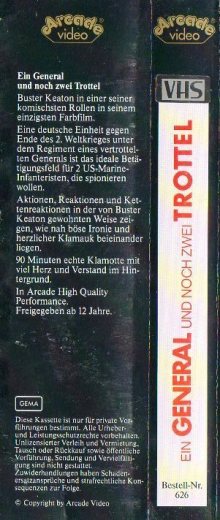 Arcade
video
Ein General
und noch zwei Trottel
Buster Keaton in einer seiner
komischsten Rollen in seinem
einzigsten Farbfilm.
Eine deutsche Einheit gegen
Ende des 2. Weltkrieges unter
dem Regiment eines vertrottel-
ten Generals ist das ideale Betä-
tigungsfeld für 2 US-Marine-
Infanteristen, die spionieren
wollen.
Aktionen, Reaktionen und Ket-
tenreaktionen in der von Buster
Keaton gewohnten Weise zei-
gen, wie nah böse Ironie und
herzlicher Klamauk beieinander
liegen.
90 Minuten echte Klamotte mit
viel Herz und Verstand im Hin-
tergrund.
In Arcade High Quality
Performance.
Freigegeben ab 12 Jahre.
GEMA
Diese Kassette ist nur für private Vor-
führungen bestimmt. Alle Urheber-
und Leistungsschutzrechte vorbehalten.
Unlizensierter Verleih und Vermietung,
Tausch oder Rückkauf sowie öffentliche
Vorführung, Sendung und Vervielfälti-
gung sind nicht gestattet.
Zuwiderhandlungen haben Schaden-
ersatzansprüche und strafrechtliche Kon-
sequenzen zur Folge.
© Copyright by Arcade Video
Arcade
video
VHS
EIN GENERAL UND NOCH ZWEI TROTTEL
Bestell-Nr.
626